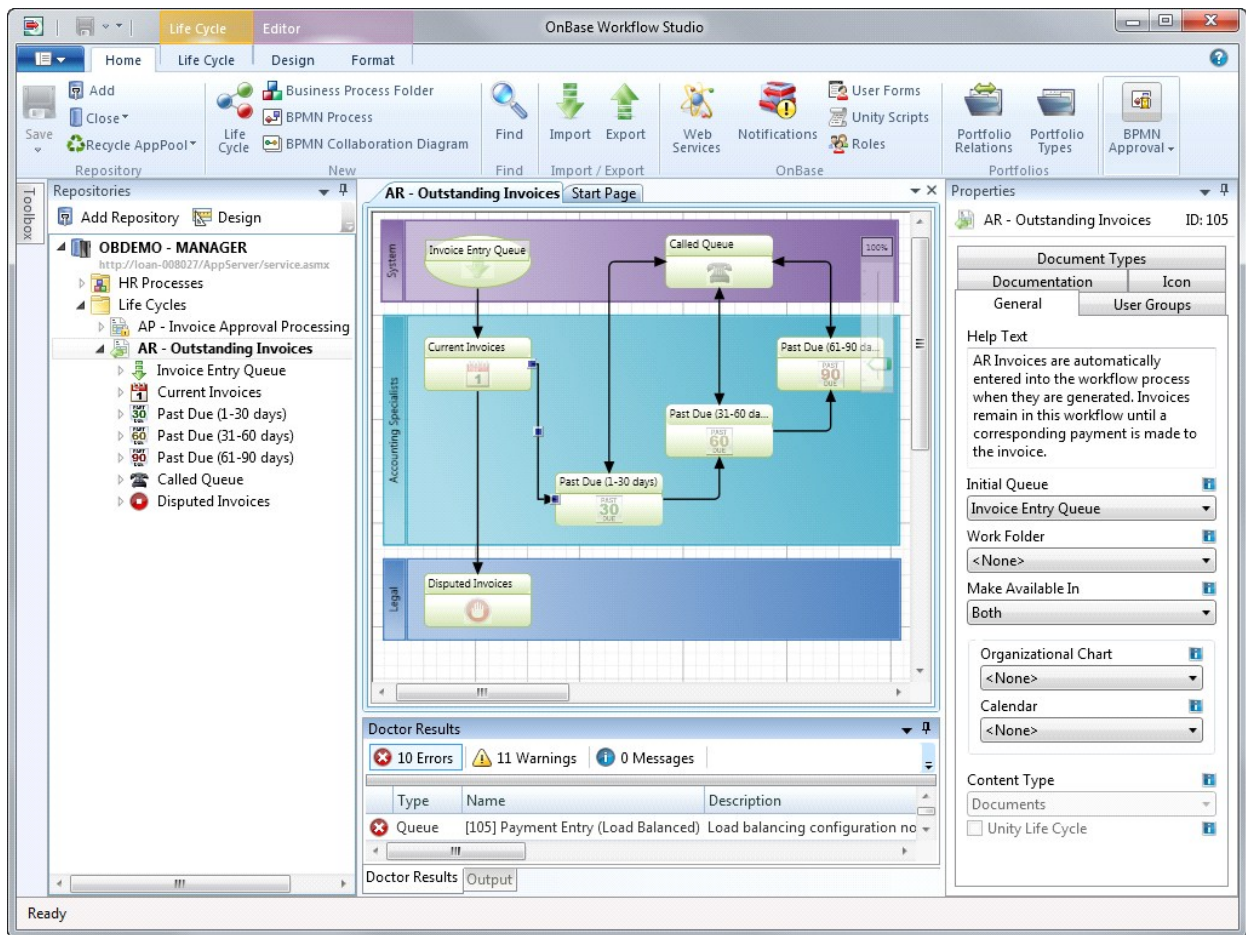 Life Cycle
Editor
OnBase Workflow Studio
Home
Life Cycle
Design
Format
Save
Add
Close
Recycle AppPool
Repository
Life Cycle
Business Process Folder
BPMN Process
BPMN Collaboration Diagram
New
Find
Find
Import
Export
Import / Export
Web Services
Notifications
User Forms
Unity Scripts
Roles
OnBase
Portfolio Relations
Portfolio Types
Portfolios
BPMN Approval
Toolbox
Repositories
Add Repository
Design
OBDEMO - MANAGER
http://loan-008027/AppServer/service.asmx
HR Processes
Life Cycles
AP - Invoice Approval Processing
AR - Outstanding Invoices
Invoice Entry Queue
Current Invoices
Past Due (1-30 days)
Past Due (31-60 days)
Past Due (61-90 days)
Called Queue
Disputed Invoices
AR - Outstanding Invoices
Start Page
System
Invoice Entry Queue
Called Queue
100%
Accounting Specialists
Current Invoices
1
Past Due (61-90 da...
PAST
90
DUE
Past Due (31-60 da...
PAST
60
DUE
Past Due (1-30 days)
PAST
30
DUE
Legal
Disputed Invoices
Doctor Results
10 Errors
11 Warnings
0 Messages
Type
Name
Description
Queue
[105] Payment Entry (Load Balanced)
Load balancing configuration no
Doctor Results
Output
Properties
AR - Outstanding Invoices
ID: 105
Document Types
Documentation
Icon
General
User Groups
Help Text
AR Invoices are automatically
entered into the workflow process
when they are generated. Invoices
remain in this workflow until a
corresponding payment is made to
the invoice.
Initial Queue
Invoice Entry Queue
Work Folder
<None>
Make Available In
Both
Organizational Chart
<None>
Calendar
<None>
Content Type
Documents
Unity Life Cycle
Ready